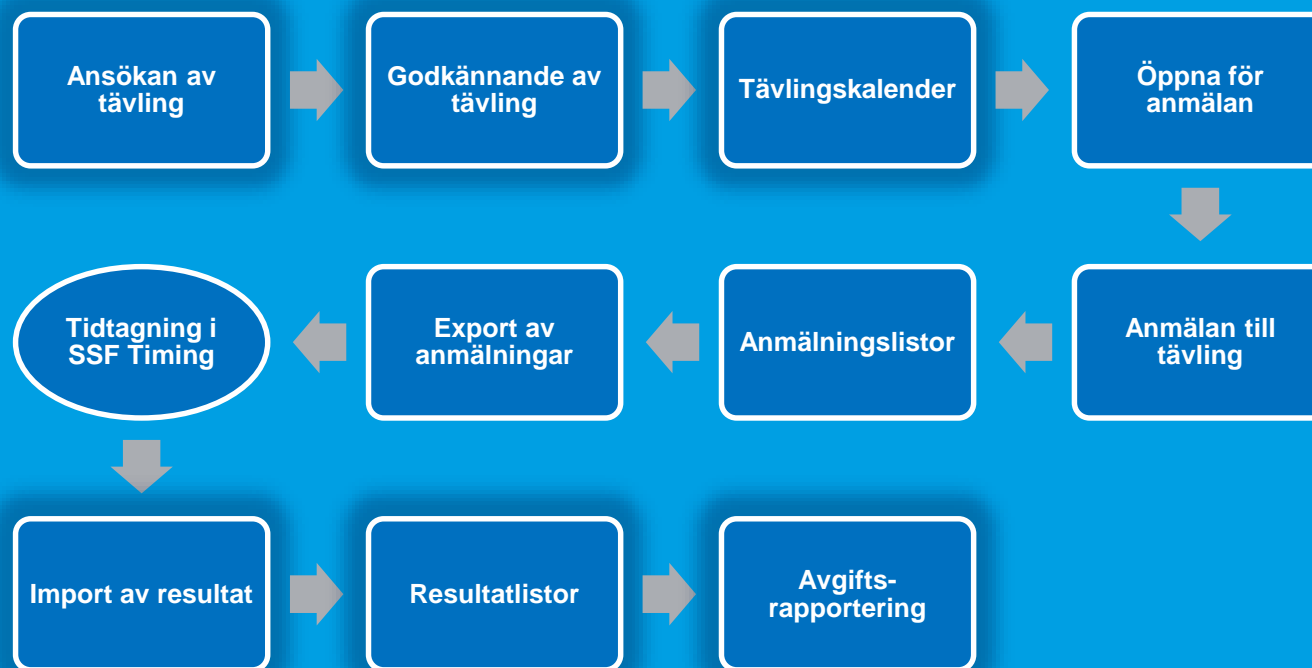 Ansökan av
tävling
Godkännande av
tävling
Tävlingskalender
Öppna för
anmälan
Anmälan till
tävling
Anmälningslistor
Export av
anmälningar
Tidtagning i
SSF Timing
Import av resultat
Resultatlistor
Avgifts-
rapportering